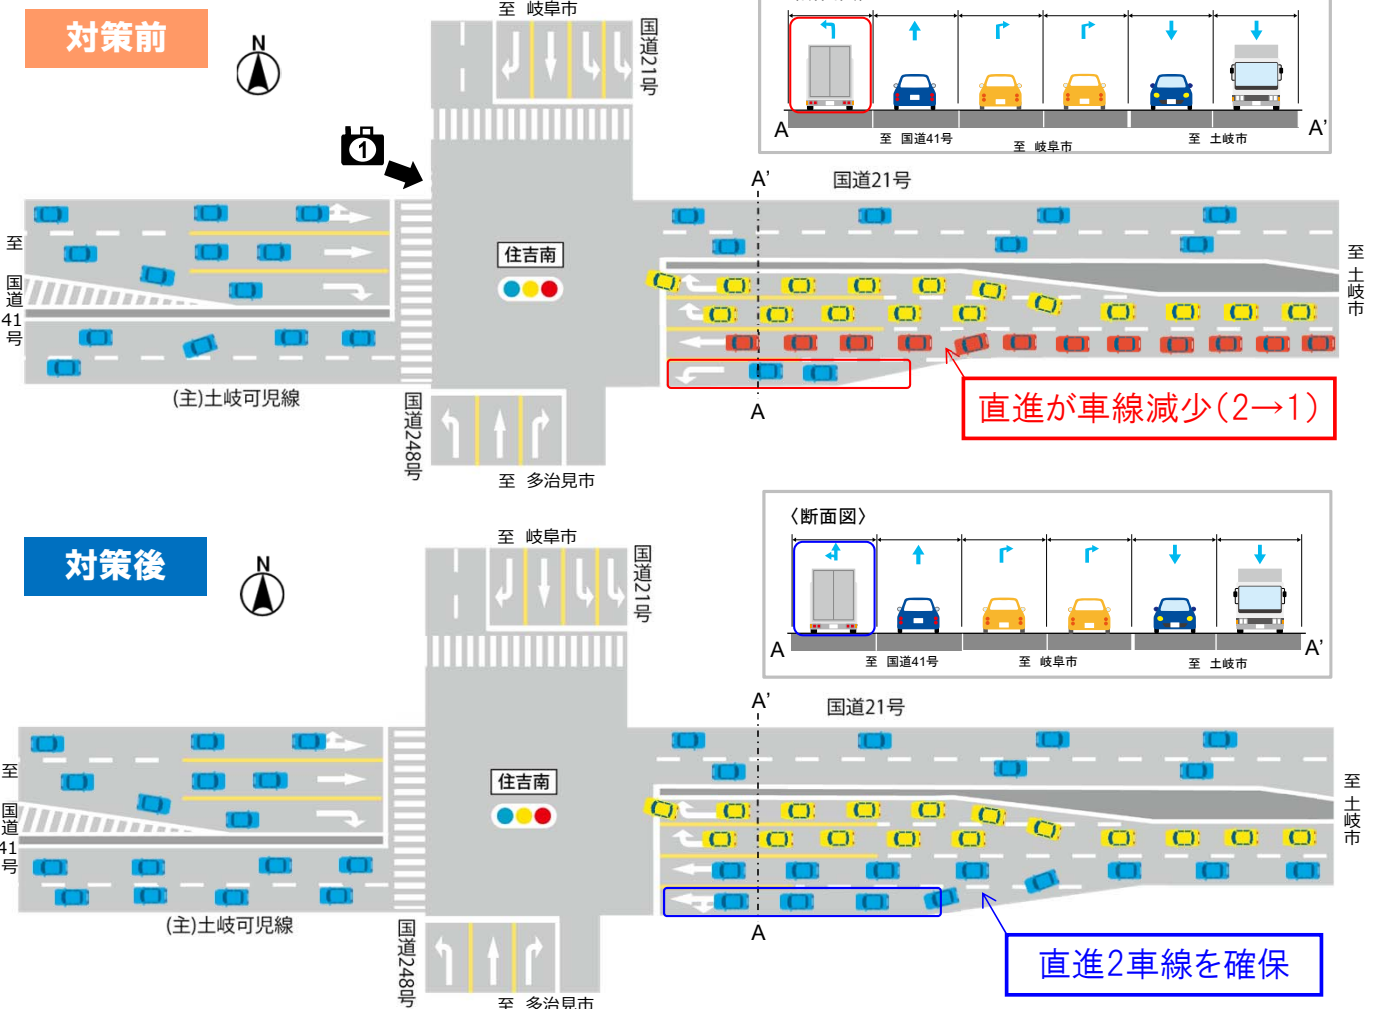 対策前
N
至 岐阜市
国道21号
1
A
A'
至 国道41号
至 岐阜市
至 土岐市
A'
国道21号
至 国道41号
住吉南
至 土岐市
(主)土岐可児線
国道248号
A
直進が車線減少(2→1)
至 多治見市
対策後
N
至 岐阜市
国道21号
〈断面図〉
A
A'
至 国道41号
至 岐阜市
至 土岐市
A'
国道21号
至 国道41号
住吉南
至 土岐市
(主)土岐可児線
国道248号
A
直進2車線を確保
至 多治見市